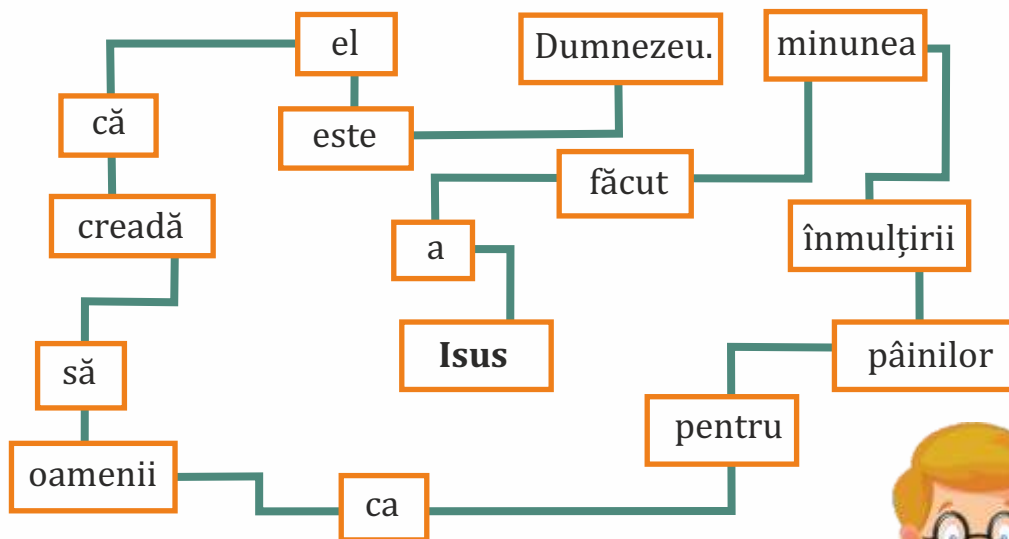 Isus
a
făcut
minunea
înmulțirii
pâinilor
pentru
ca
oamenii
să
creadă
că
el
este
Dumnezeu.